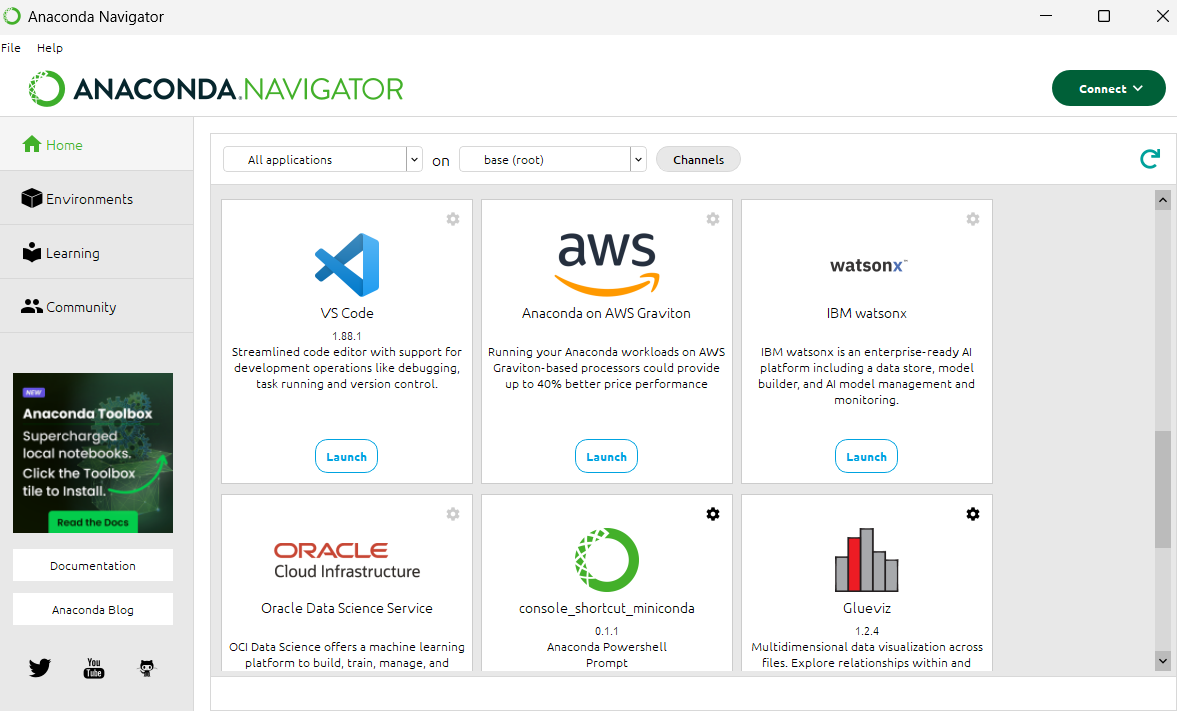 Anaconda Navigator
File Help
ANACONDA.NAVIGATOR
Connect
Home
Environments
Learning
Community
NEW
Anaconda Toolbox
Supercharged
local notebooks.
Click the Toolbox
tile to Install.
Read the Docs
Documentation
Anaconda Blog
You
Tube
All applications on base (root) Channels
VS Code
1.88.1
Streamlined code editor with support for
development operations like debugging,
task running and version control.
Launch
aws
Anaconda on AWS Graviton
Running your Anaconda workloads on AWS
Graviton-based processors could provide
up to 40% better price performance
Launch
watsonx™
IBM watsonx
IBM watsonx is an enterprise-ready AI
platform including a data store, model
builder, and AI model management and
monitoring.
Launch
ORACLE
Cloud Infrastructure
Oracle Data Science Service
OCI Data Science offers a machine learning
platform to build, train, manage, and
console_shortcut_miniconda
0.1.1
Anaconda Powershell
Prompt
Glueviz
1.2.4
Multidimensional data visualization across
files. Explore relationships within and